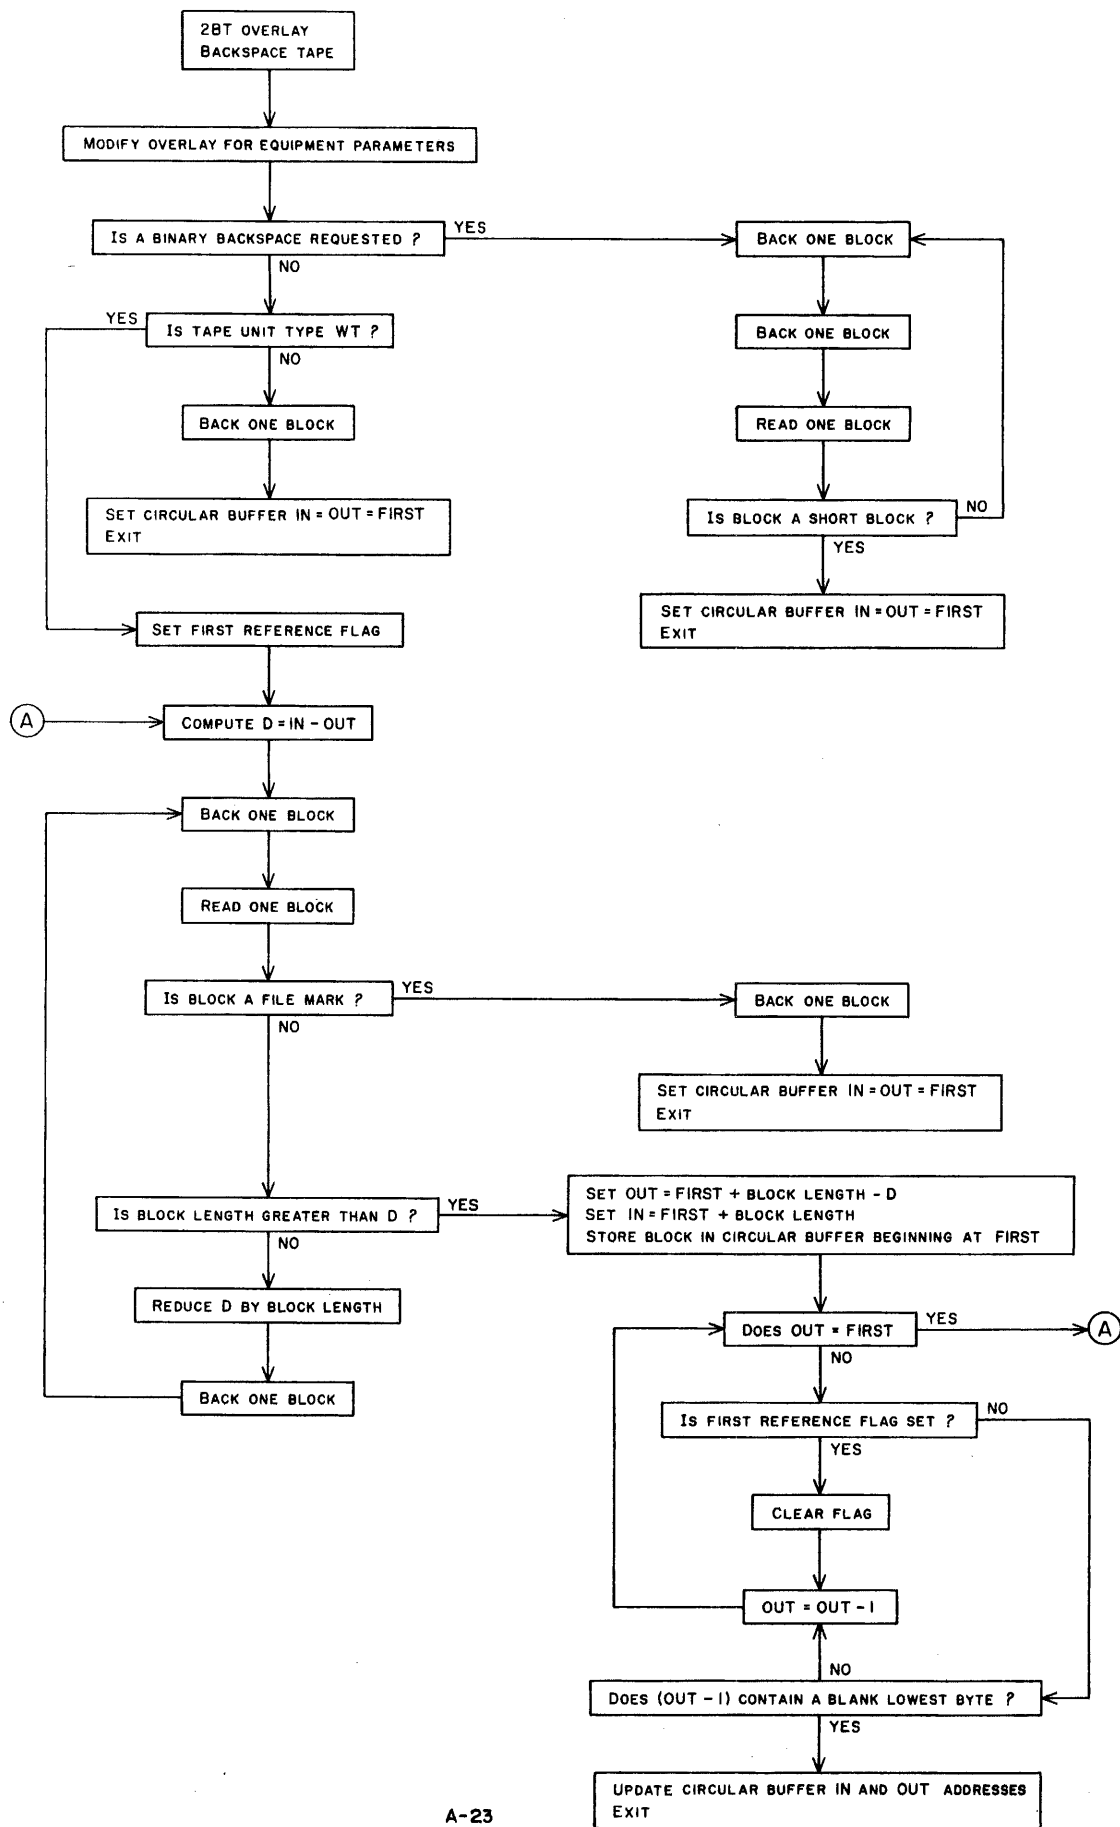 2BT OVERLAY
BACKSPACE TAPE
MODIFY OVERLAY FOR EQUIPMENT PARAMETERS
IS A BINARY BACKSPACE REQUESTED ?
YES
BACK ONE BLOCK
NO
YES
IS TAPE UNIT TYPE WT ?
BACK ONE BLOCK
NO
BACK ONE BLOCK
READ ONE BLOCK
SET CIRCULAR BUFFER IN = OUT = FIRST
EXIT
IS BLOCK A SHORT BLOCK ?
NO
YES
SET CIRCULAR BUFFER IN = OUT = FIRST
EXIT
SET FIRST REFERENCE FLAG
A
COMPUTE D = IN - OUT
BACK ONE BLOCK
READ ONE BLOCK
IS BLOCK A FILE MARK ?
YES
BACK ONE BLOCK
NO
SET CIRCULAR BUFFER IN = OUT = FIRST
EXIT
IS BLOCK LENGTH GREATER THAN D ?
YES
SET OUT = FIRST + BLOCK LENGTH - D
SET IN = FIRST + BLOCK LENGTH
STORE BLOCK IN CIRCULAR BUFFER BEGINNING AT FIRST
NO
REDUCE D BY BLOCK LENGTH
DOES OUT = FIRST
YES
A
NO
BACK ONE BLOCK
IS FIRST REFERENCE FLAG SET ?
NO
YES
CLEAR FLAG
OUT = OUT - 1
NO
DOES (OUT - 1) CONTAIN A BLANK LOWEST BYTE ?
YES
UPDATE CIRCULAR BUFFER IN AND OUT ADDRESSES
EXIT
A-23